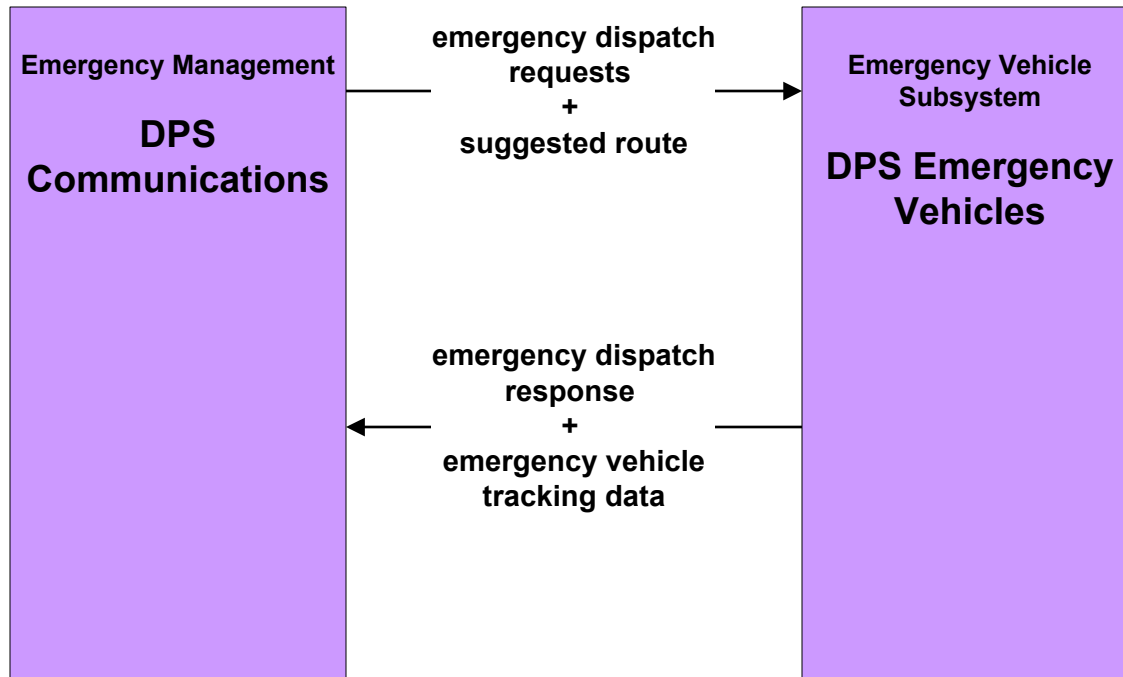 Emergency Management
DPS
Communications
emergency dispatch
requests
+
suggested route
Emergency Vehicle
Subsystem
DPS Emergency
Vehicles
emergency dispatch
response
+
emergency vehicle
tracking data